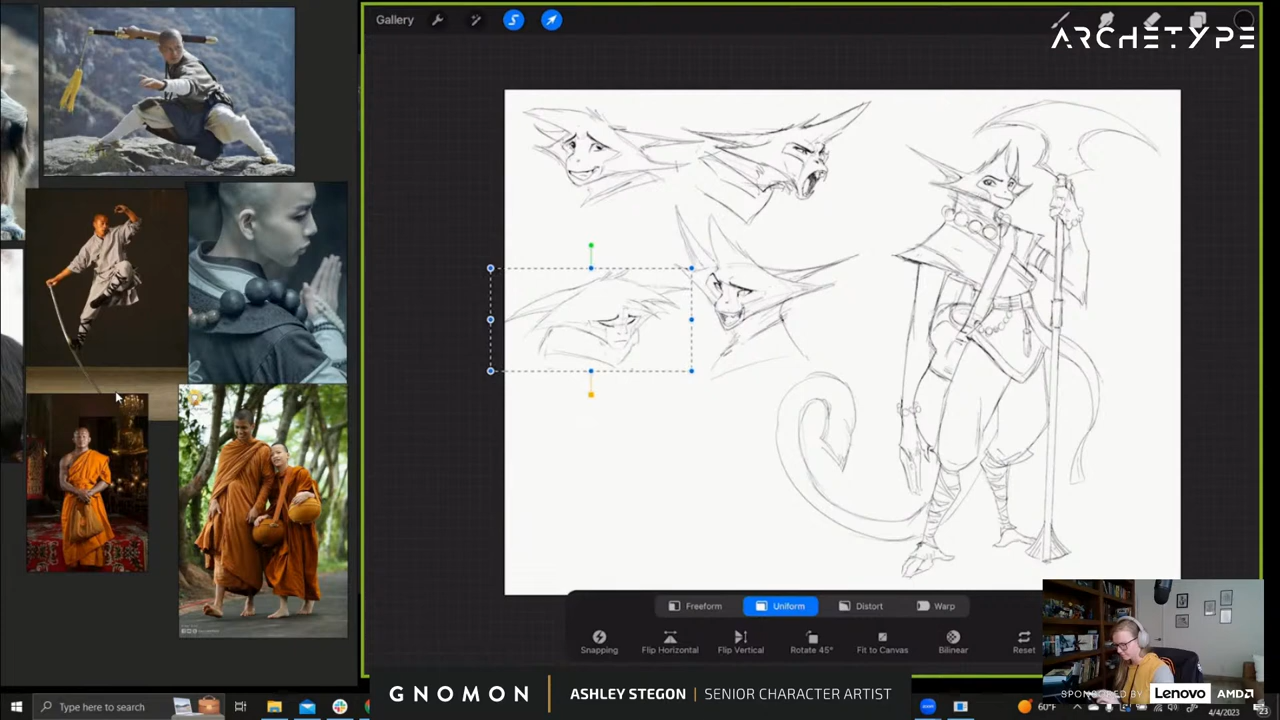 Gallery
ARCHETYPE
Freeform
Uniform
Distort
Warp
Snapping
Flip Horizontal
Flip Vertical
Rotate 45°
Fit to Canvas
Bilinear
Reset
GNOMON
ASHLEY STEGON | SENIOR CHARACTER ARTIST
SPONSORED BY Lenovo AMD
Type here to search
60°F
4/4/2023
23